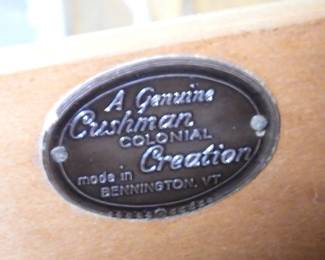 A Genuine
Cushman
COLONIAL
Creation
made in
BENNINGTON, VT